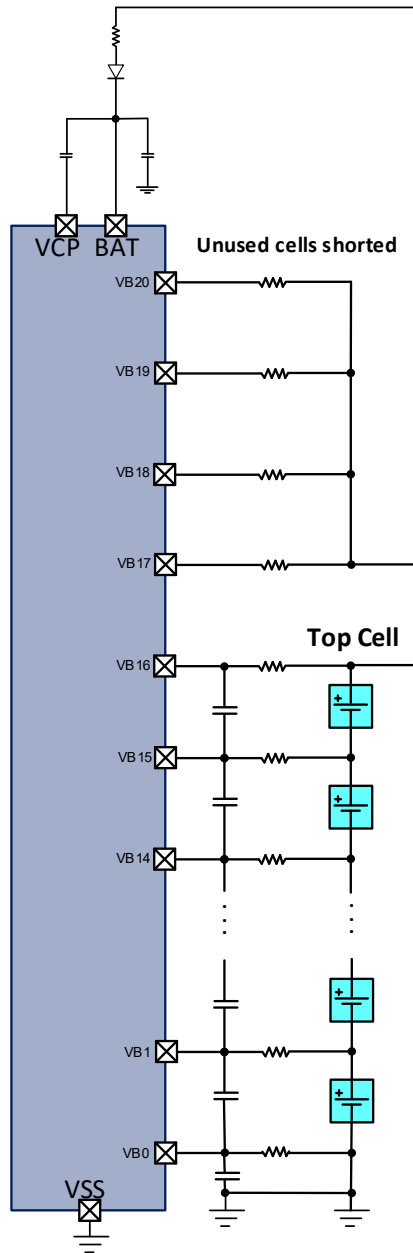 VCP BAT
Unused cells shorted
VB20
VB19
VB18
VB17
Top Cell
VB16
+
VB15
+
VB14
+
VB1
+
VB0
VSS